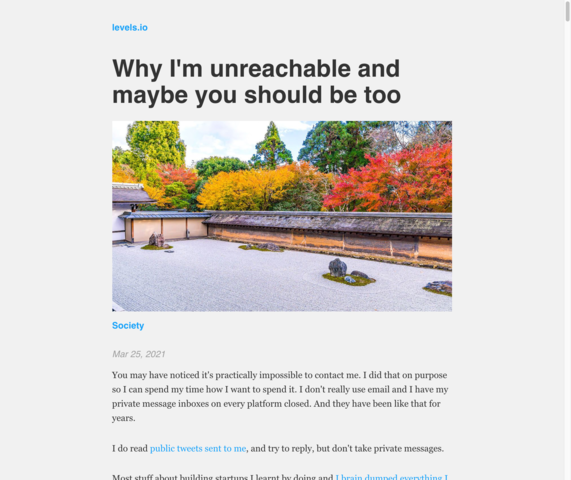 levels.io
Why I'm unreachable and
maybe you should be too
Society
Mar 25, 2021
You may have noticed it's practically impossible to contact me. I did that on purpose
so I can spend my time how I want to spend it. I don't really use email and I have my
private message inboxes on every platform closed. And they have been like that for
years.
I do read public tweets sent to me, and try to reply, but don't take private messages.
Most stuff about building startups I learnt by doing and I brain dumped everything I